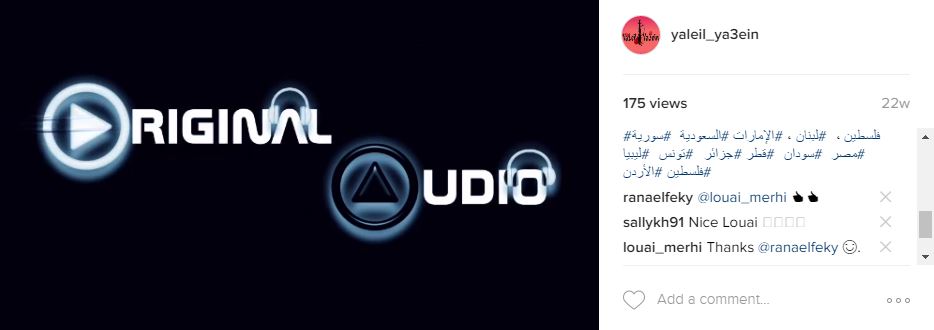 ORIGINAL
AUDIO
yaleil_ya3ein
175 views
22w
فلسطين ، #لبنان ، #الإمارات #السعودية #سورية#
#مصر #سودان #قطر #جزائر #تونس #ليبيا
#فلسطين #الأردن
ranaelfeky @louai_merhi
sallykh91 Nice Louai
louai_merhi Thanks @ranaelfeky ☺.
Add a comment...